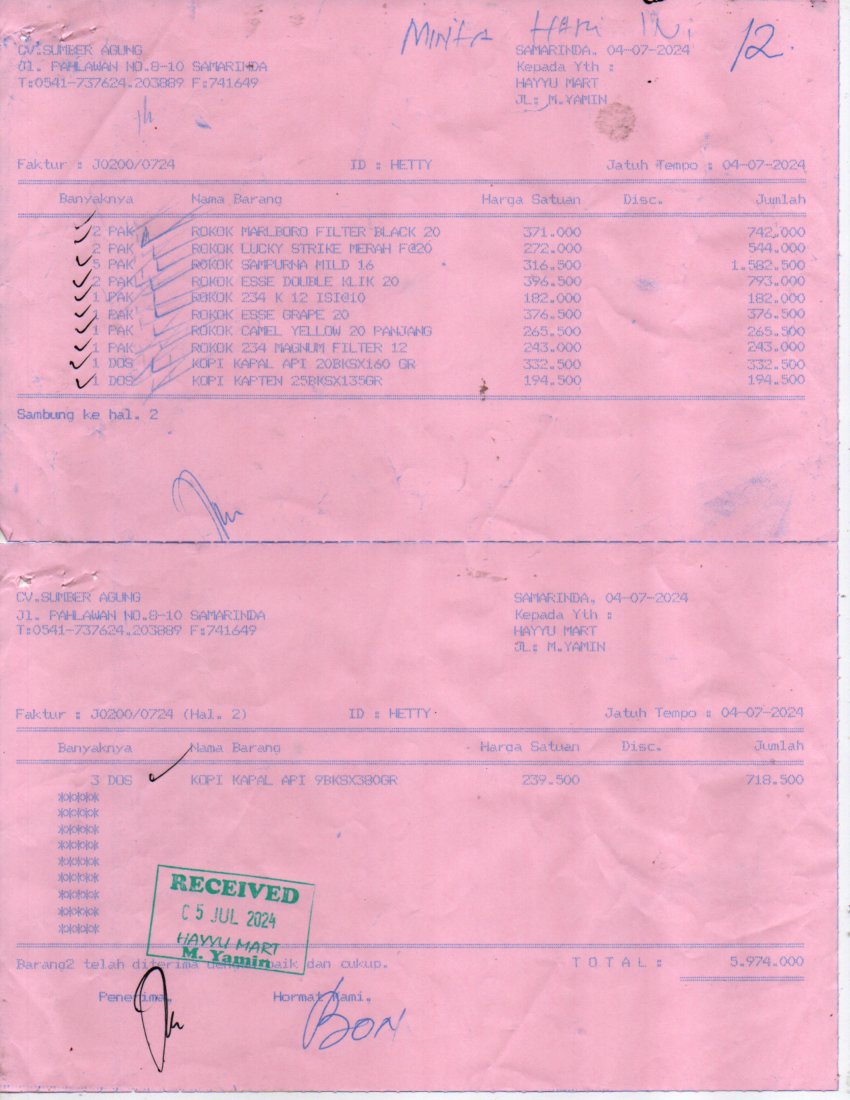 MINTA HARI INI
12.
CV.SUMBER AGUNG
Jl. PAHLAWAN NO.8-10 SAMARINDA
T:0541-737624.203889 F:741649
SAMARINDA, 04-07-2024
Kepada Yth :
HAYYU MART
JL: M.YAMIN
Faktur : J0200/0724 ID : HETTY Jatuh Tempo : 04-07-2024
Banyaknya Nama Barang Harga Satuan Disc. Jumlah
2 PAK ROKOK MARLBORO FILTER BLACK 20 371.000 742.000
2 PAK ROKOK LUCKY STRIKE MERAH F@20 272.000 544.000
5 PAK ROKOK SAMPURNA MILD 16 316.500 1.582.500
2 PAK ROKOK ESSE DOUBLE KLIK 20 396.500 793.000
1 PAK ROKOK 234 K 12 ISI@10 182.000 182.000
1 PAK ROKOK ESSE GRAPE 20 376.500 376.500
1 PAK ROKOK CAMEL YELLOW 20 PANJANG 265.500 265.500
1 PAK ROKOK 234 MAGNUM FILTER 12 243.000 243.000
1 DOS KOPI KAPAL API 20BKSX160 GR 332.500 332.500
1 DOS KOPI KAPTEN 25BKSX135GR 194.500 194.500
Sambung ke hal. 2
CV.SUMBER AGUNG
Jl. PAHLAWAN NO.8-10 SAMARINDA
T:0541-737624.203889 F:741649
SAMARINDA, 04-07-2024
Kepada Yth :
HAYYU MART
JL: M.YAMIN
Faktur : J0200/0724 (Hal. 2) ID : HETTY Jatuh Tempo : 04-07-2024
Banyaknya Nama Barang Harga Satuan Disc. Jumlah
3 DOS KOPI KAPAL API 9BKSX380GR 239.500 718.500
*****
*****
*****
*****
*****
*****
*****
*****
*****
RECEIVED
05 JUL 2024
HAYYU MART
M. Yamin
Barang2 telah diterima dengan baik dan cukup. T O T A L : 5.974.000
Penerima, Hormat Kami,
BON